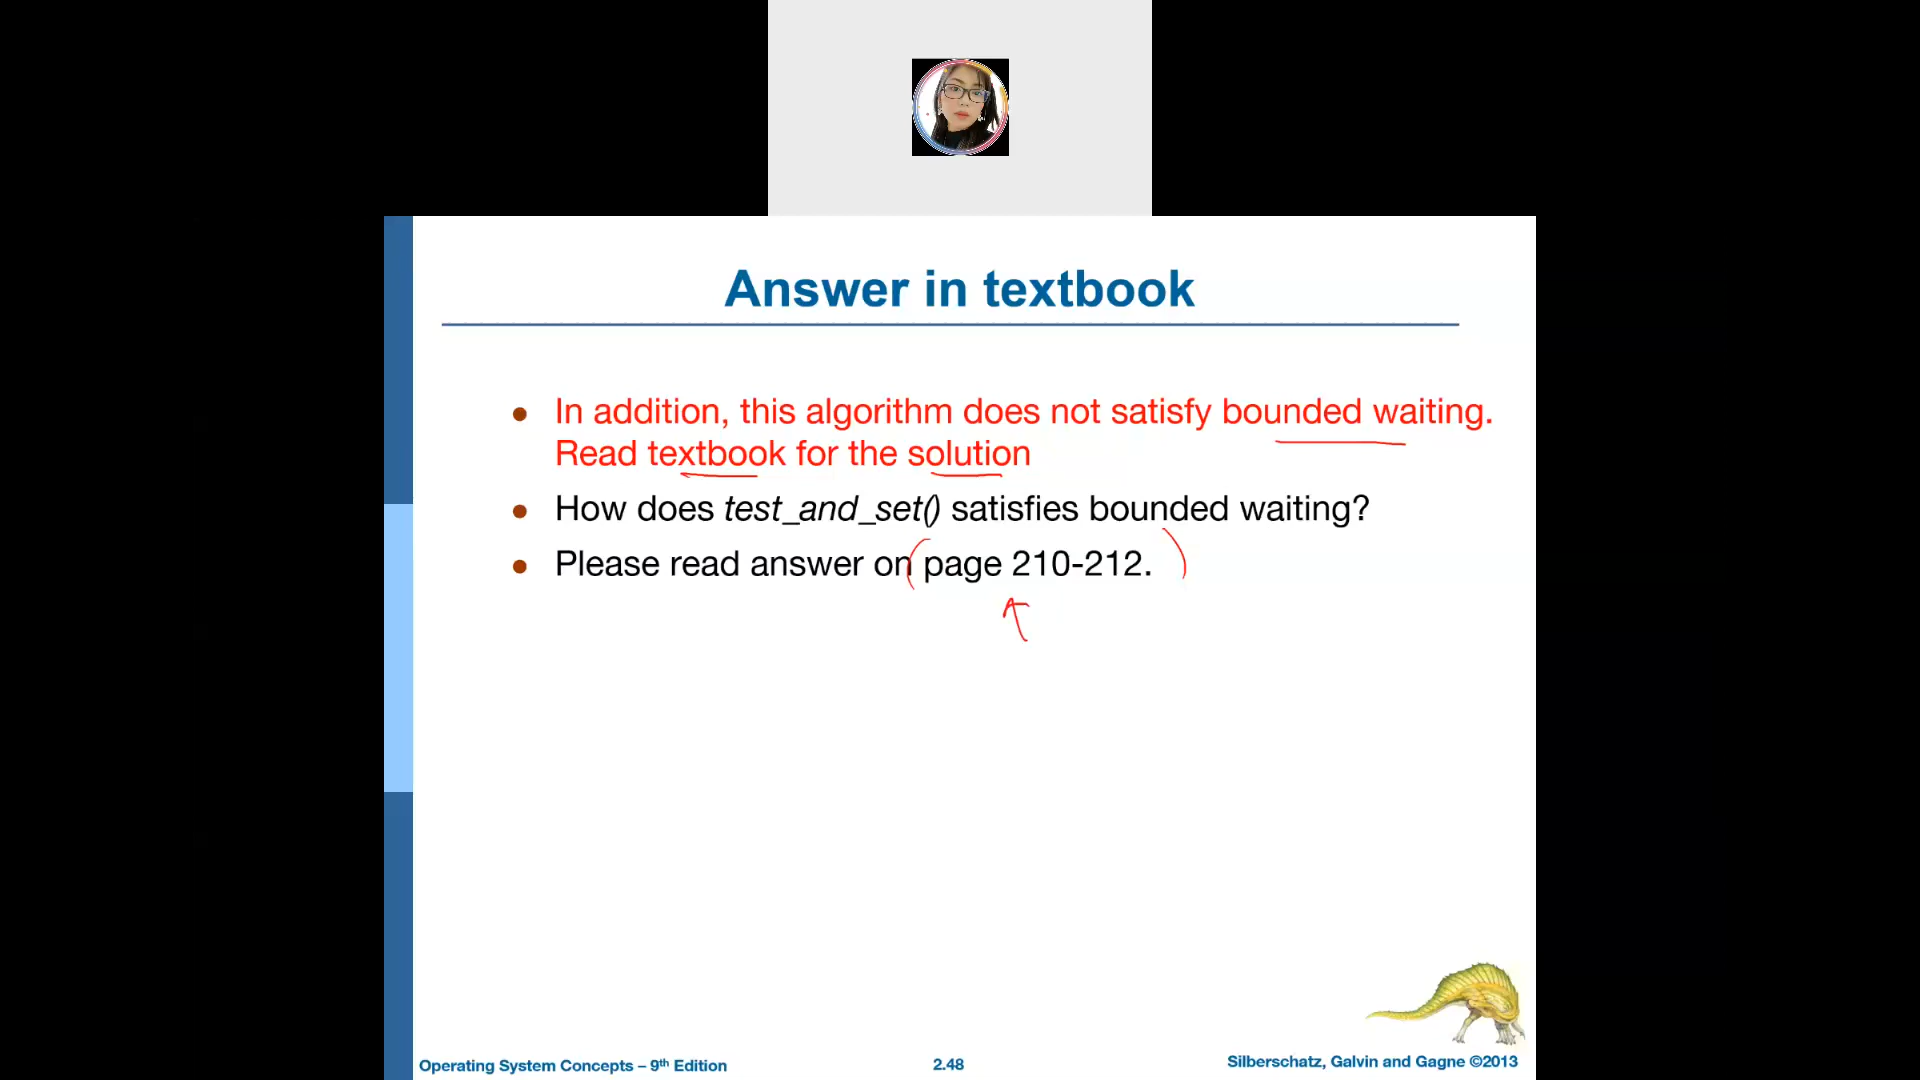 Answer in textbook
In addition, this algorithm does not satisfy bounded waiting.
Read textbook for the solution
How does test_and_set() satisfies bounded waiting?
Please read answer on page 210-212.
Operating System Concepts – 9th Edition
2.48
Silberschatz, Galvin and Gagne ©2013